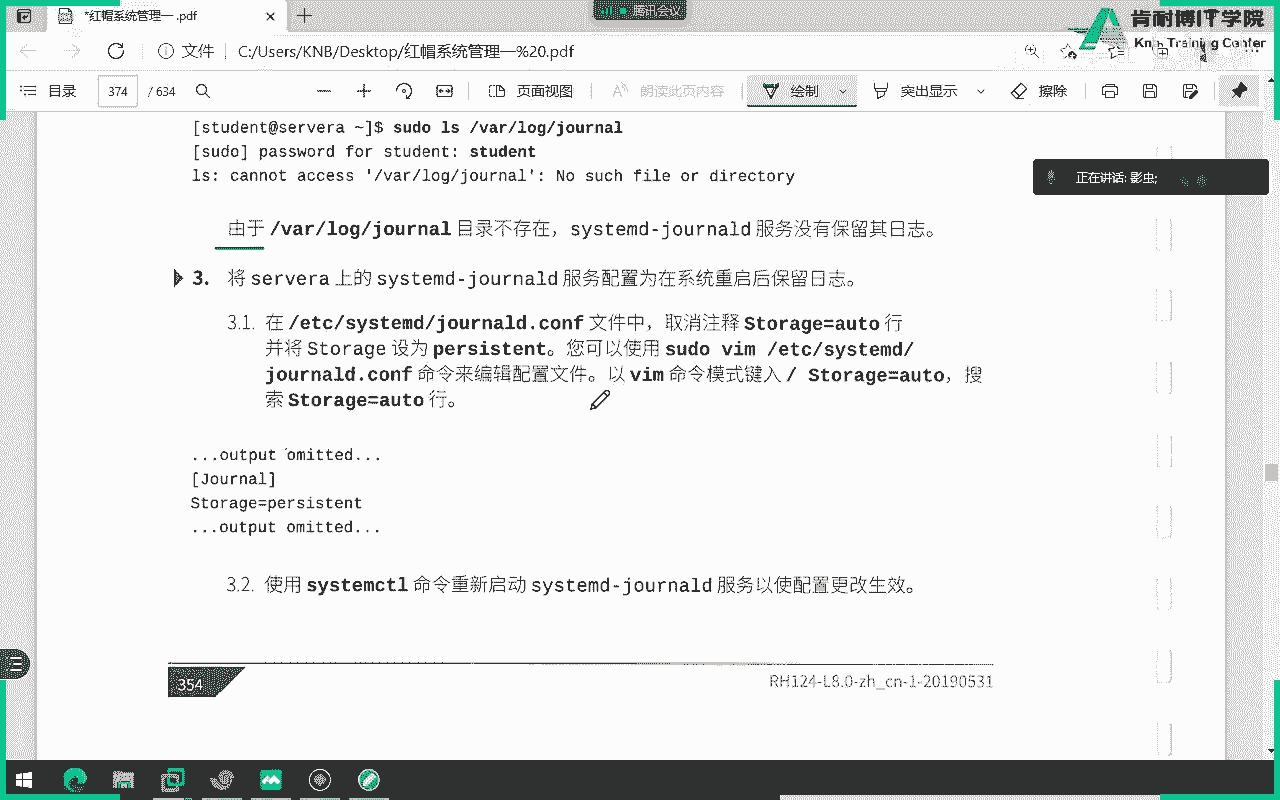 *红帽系统管理一 .pdf
腾讯会议
肯耐博IT学院
文件
C:/Users/KNB/Desktop/红帽系统管理一%20.pdf
目录
374
/ 634
页面视图
朗读此页内容
绘制
突出显示
擦除
[student@servera ~]$ sudo ls /var/log/journal
[sudo] password for student: student
ls: cannot access '/var/log/journal': No such file or directory
正在讲话: 影虫;
由于 /var/log/journal 目录不存在，systemd-journald 服务没有保留其日志。
3. 将 servera 上的 systemd-journald 服务配置为在系统重启后保留日志。
3.1. 在 /etc/systemd/journald.conf 文件中，取消注释 Storage=auto 行
并将 Storage 设为 persistent。您可以使用 sudo vim /etc/systemd/
journald.conf 命令来编辑配置文件。以 vim 命令模式键入 / Storage=auto，搜
索 Storage=auto 行。
...output omitted...
[Journal]
Storage=persistent
...output omitted...
3.2. 使用 systemctl 命令重新启动 systemd-journald 服务以使配置更改生效。
354
RH124-L8.0-zh_cn-1-20190531